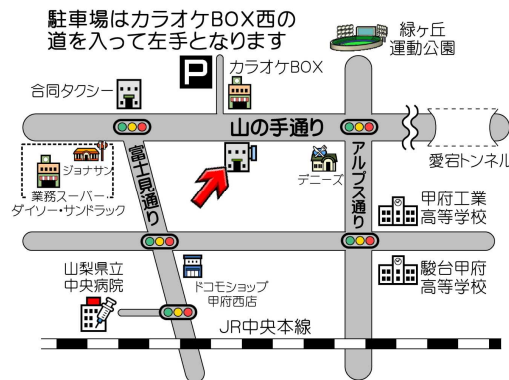 駐車場はカラオケBOX西の
道を入って左手となります
緑ヶ丘
運動公園
P
カラオケBOX
合同タクシー
山の手通り
愛宕トンネル
ジョナサン
業務スーパー
ダイソー・サンドラック
富士見通り
デニーズ
アルプス通り
甲府工業
高等学校
山梨県立
中央病院
ドコモショップ
甲府西店
駿台甲府
高等学校
JR中央本線